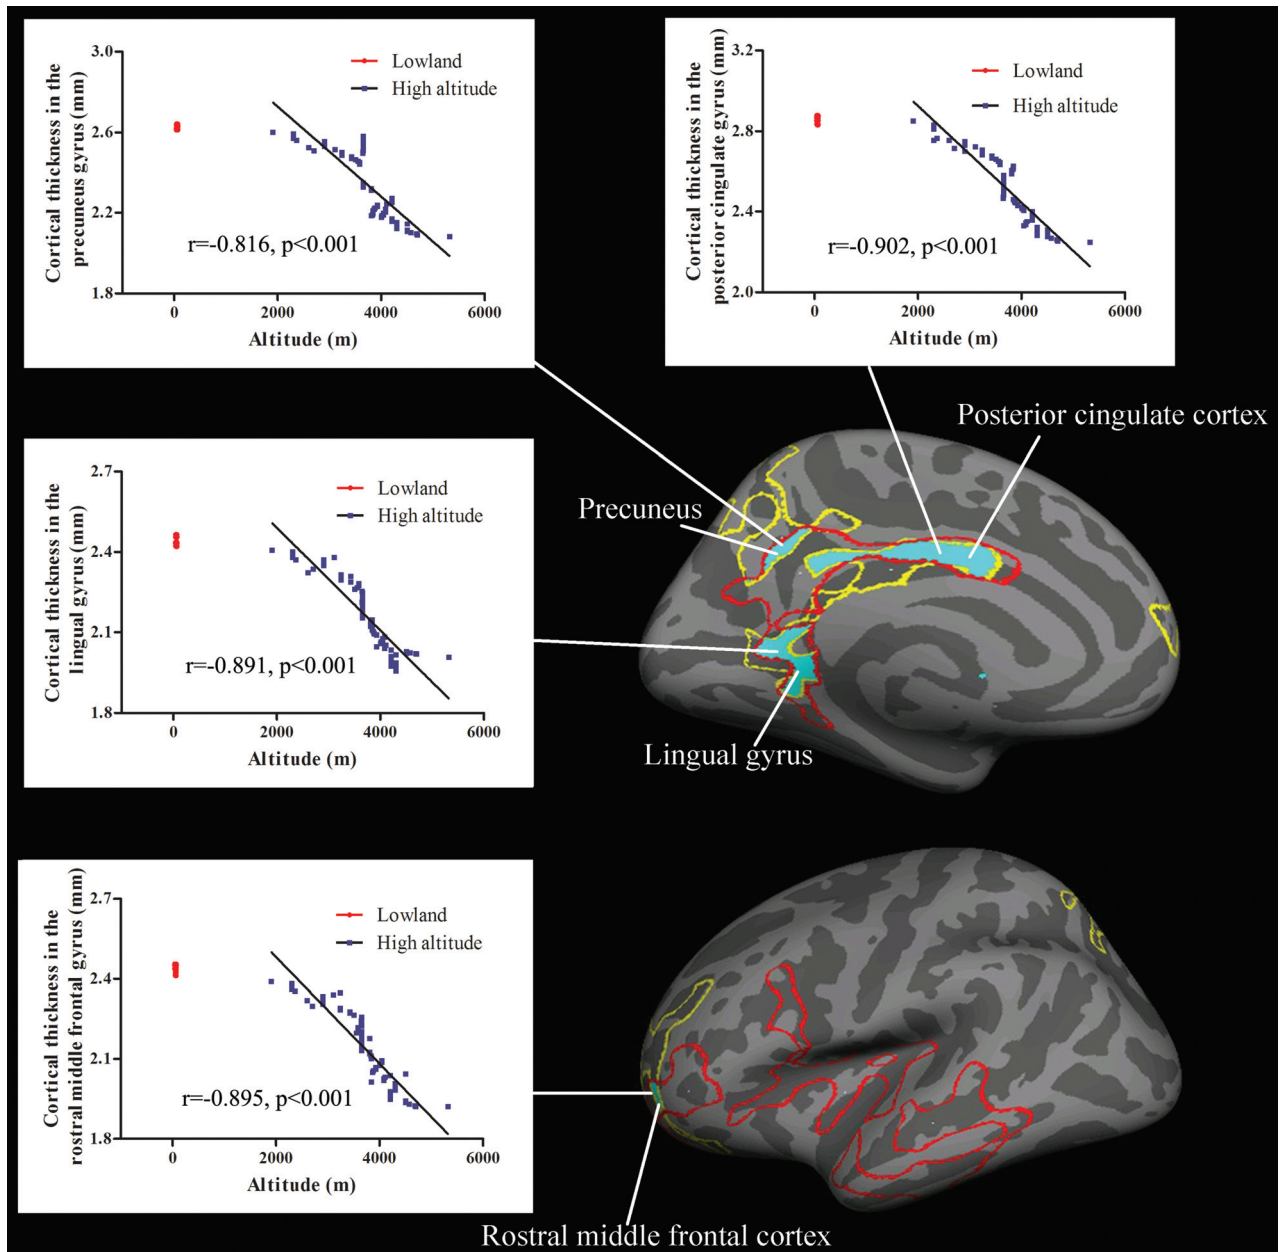 Cortical thickness in the
precuneus gyrus (mm)
3.0
2.6
2.2
1.8
Lowland
High altitude
r=-0.816, p<0.001
0
2000
4000
6000
Altitude (m)
Cortical thickness in the
posterior cingulate gyrus (mm)
3.2
2.8
2.4
2.0
Lowland
High altitude
r=-0.902, p<0.001
0
2000
4000
6000
Altitude (m)
Posterior cingulate cortex
Precuneus
Lingual gyrus
Cortical thickness in the
lingual gyrus (mm)
2.7
2.4
2.1
1.8
Lowland
High altitude
r=-0.891, p<0.001
0
2000
4000
6000
Altitude (m)
Cortical thickness in the
rostral middle frontal gyrus (mm)
2.7
2.4
2.1
1.8
Lowland
High altitude
r=-0.895, p<0.001
0
2000
4000
6000
Altitude (m)
Rostral middle frontal cortex